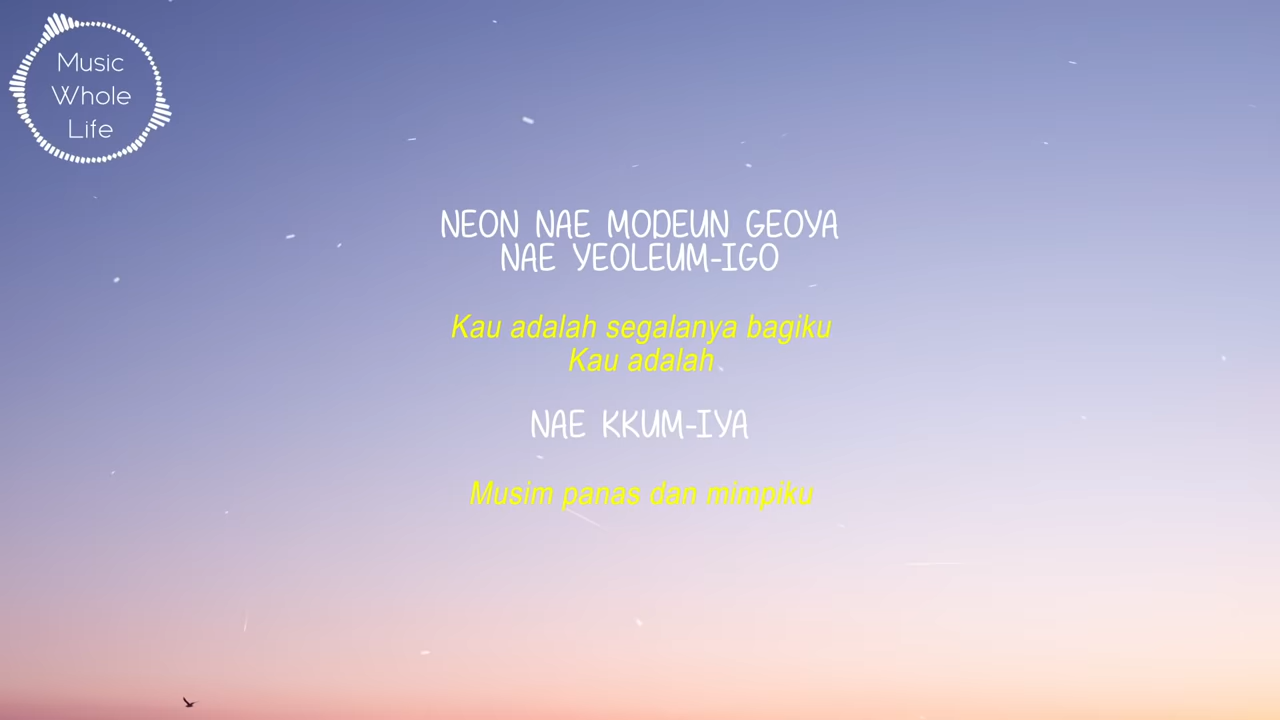 Music
Whole
Life
NEON NAE MODEUN GEOYA
NAE YEOLEUM-IGO
Kau adalah segalanya bagiku
Kau adalah
NAE KKUM-IYA
Musim panas dan mimpiku